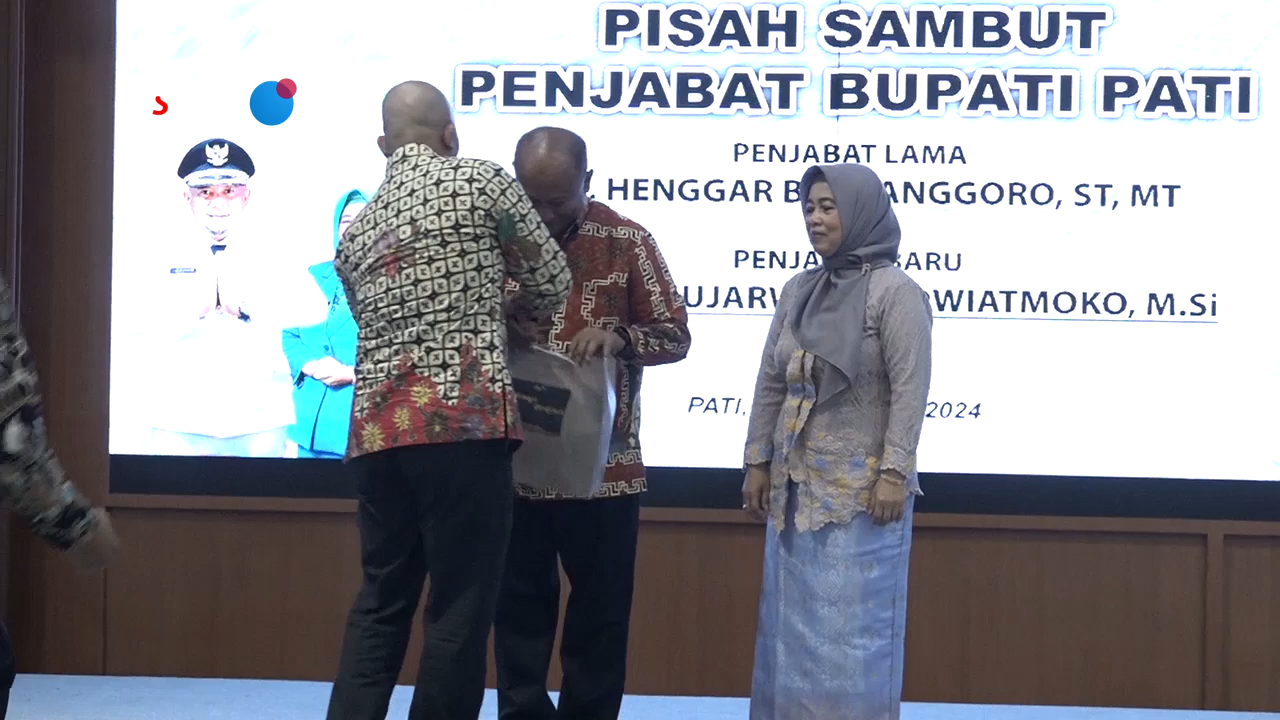 PISAH SAMBUT
PENJABAT BUPATI PATI
PENJABAT LAMA
HENGGAR B ANGGORO, ST, MT
PENJA BARU
UJARW WIATMOKO, M.Si
PATI, 2024